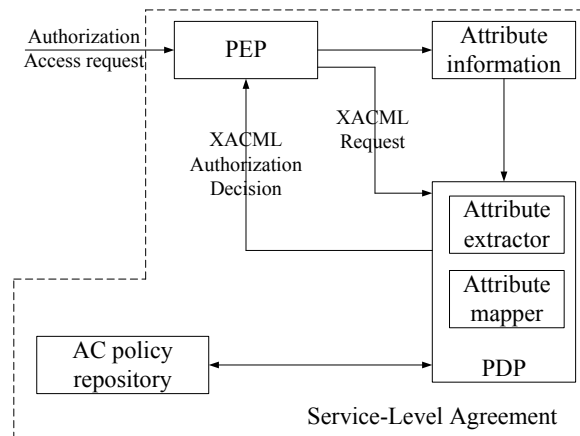 Authorization
Access request
PEP
Attribute
information
XACML
Request
XACML
Authorization
Decision
Attribute
extractor
Attribute
mapper
PDP
AC policy
repository
Service-Level Agreement